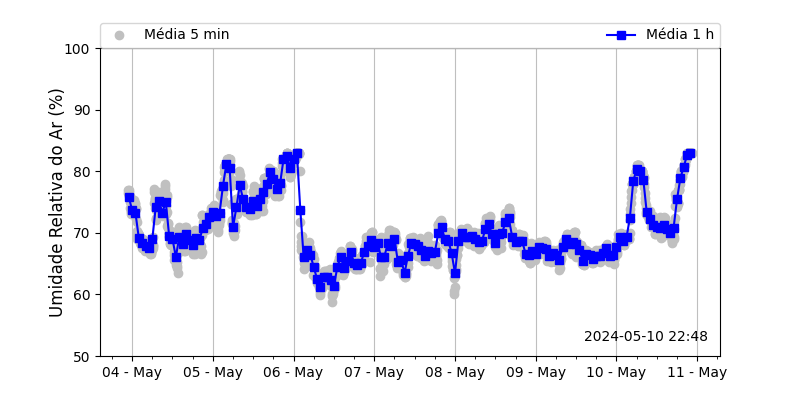 Média 5 min
Média 1 h
Umidade Relativa do Ar (%)
100
90
80
70
60
50
2024-05-10 22:48
04 - May
05 - May
06 - May
07 - May
08 - May
09 - May
10 - May
11 - May